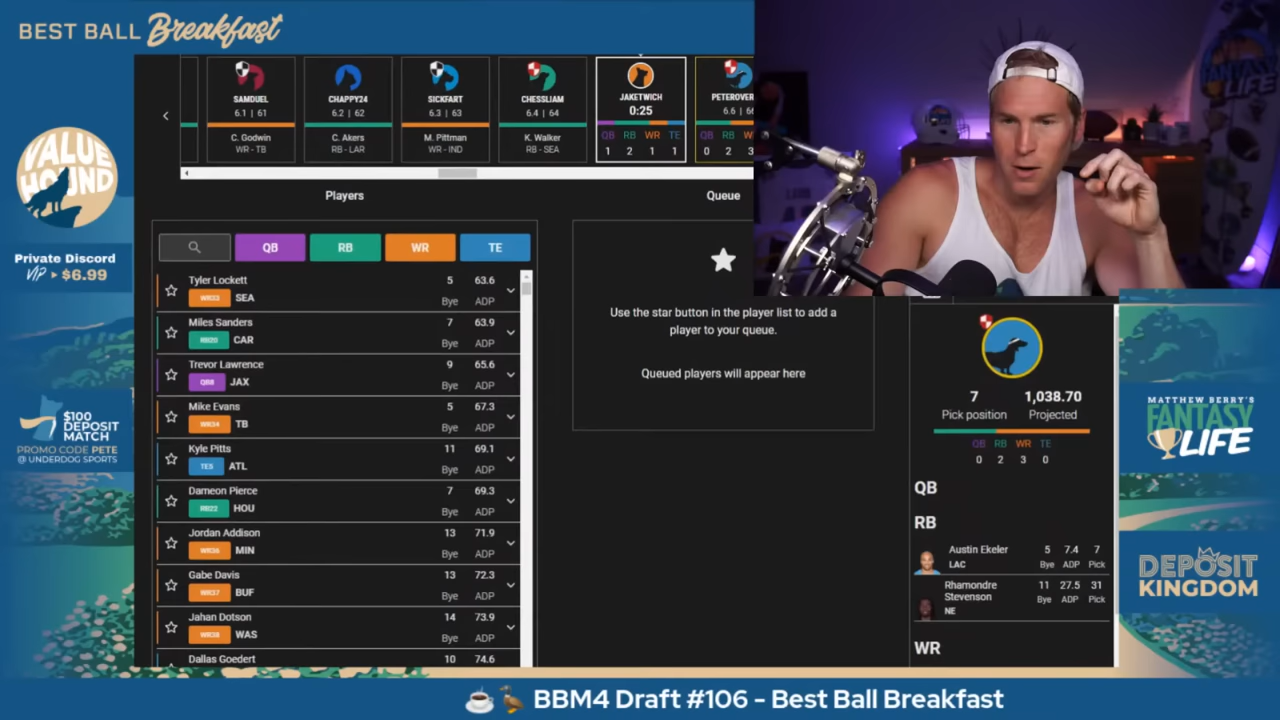 BEST BALL Breakfast
SAMDUEL
6.1 | 61
C. Godwin
WR - TB
CHAPPY24
6.2 | 62
C. Akers
RB - LAR
SICKFART
6.3 | 63
M. Pittman
WR - IND
CHESSLIAM
6.4 | 64
K. Walker
RB - SEA
JAKETWICH
0:25
QB RB WR TE
1 2 1 1
PETEROVER
6.6 | 66
QB RB W
0 2 3
VALUE
HOUND
Private Discord
VIP ▸ $6.99
$100
DEPOSIT
MATCH
PROMO CODE PETE
@ UNDERDOG SPORTS
Players
Queue
QB RB WR TE
Tyler Lockett 5 63.6
WR33 SEA Bye ADP
Miles Sanders 7 63.9
RB20 CAR Bye ADP
Trevor Lawrence 9 65.6
QB8 JAX Bye ADP
Mike Evans 5 67.3
WR34 TB Bye ADP
Kyle Pitts 11 69.1
TE5 ATL Bye ADP
Dameon Pierce 7 69.3
RB22 HOU Bye ADP
Jordan Addison 13 71.9
WR36 MIN Bye ADP
Gabe Davis 13 72.3
WR37 BUF Bye ADP
Jahan Dotson 14 73.9
WR38 WAS Bye ADP
Dallas Goedert 10 74.6
Use the star button in the player list to add a
player to your queue.
Queued players will appear here
7 1,038.70
Pick position Projected
QB RB WR TE
0 2 3 0
QB
RB
Austin Ekeler 5 7.4 7
LAC Bye ADP Pick
Rhamondre
Stevenson 11 27.5 31
NE Bye ADP Pick
WR
MATTHEW BERRY'S
FANTASY
LIFE
DEPOSIT
KINGDOM
BBM4 Draft #106 - Best Ball Breakfast